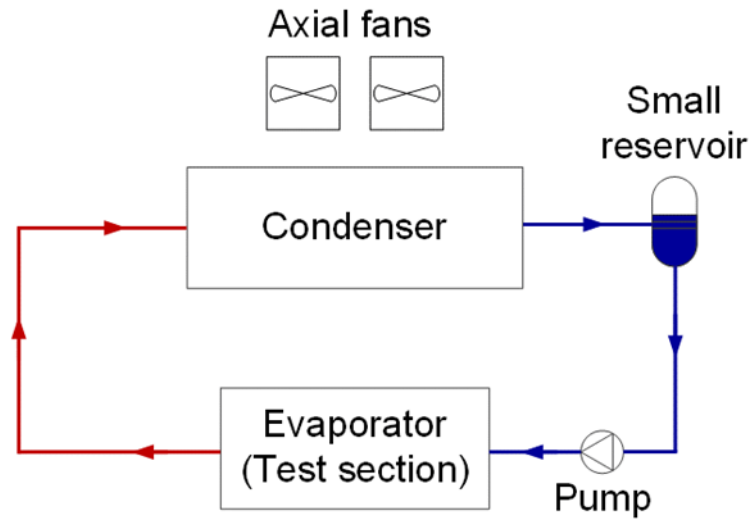 Axial fans
Small
reservoir
Condenser
Evaporator
(Test section)
Pump